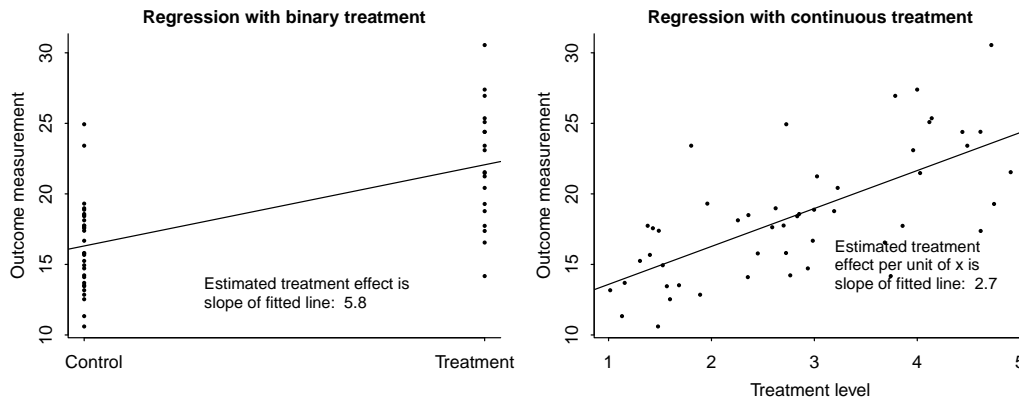 Regression with binary treatment
Outcome measurement
30
25
20
15
10
Estimated treatment effect is
slope of fitted line: 5.8
Control
Treatment
Regression with continuous treatment
Outcome measurement
30
25
20
15
10
Estimated treatment
effect per unit of x is
slope of fitted line: 2.7
1 2 3 4 5
Treatment level